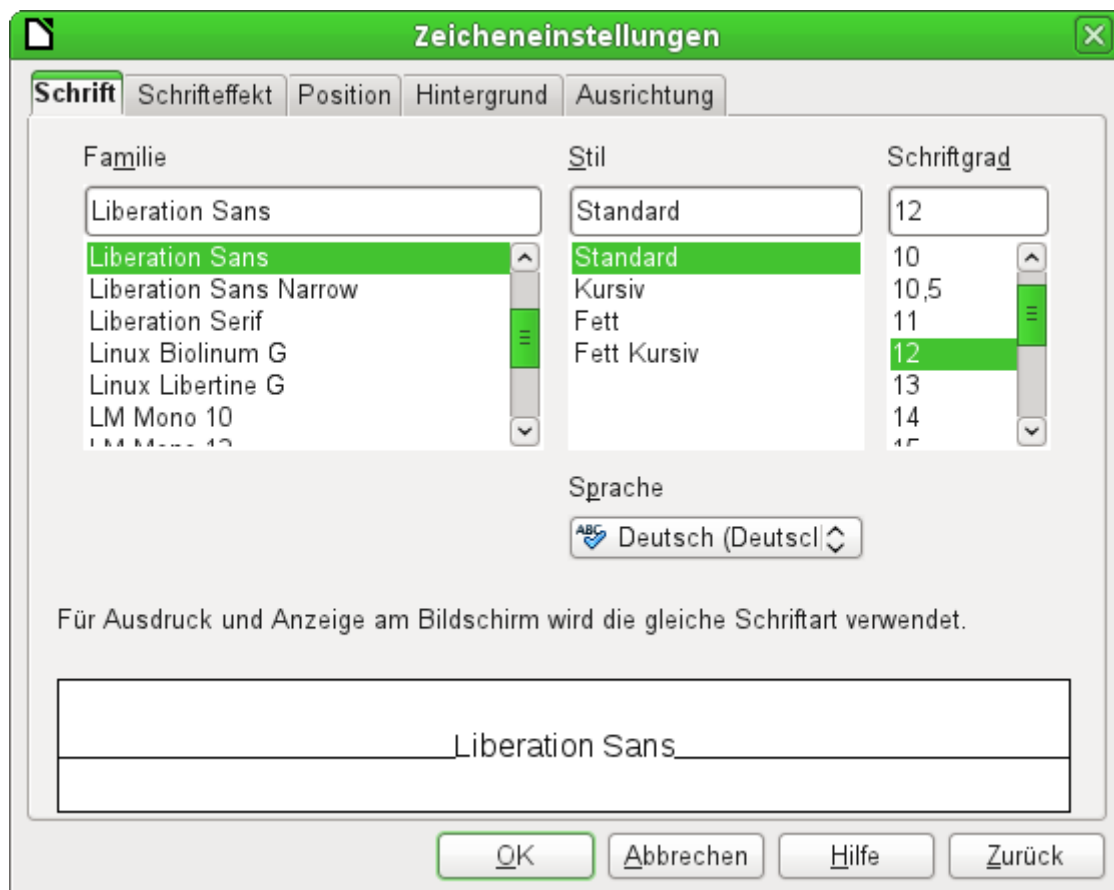 Zeicheneinstellungen
Schrift Schrifteffekt Position Hintergrund Ausrichtung
Familie Stil Schriftgrad
Liberation Sans Standard 12
Liberation Sans Standard 10
Liberation Sans Narrow Kursiv 10,5
Liberation Serif Fett 11
Linux Biolinum G Fett Kursiv 12
Linux Libertine G 13
LM Mono 10 14
Sprache
ABC Deutsch
Für Ausdruck und Anzeige am Bildschirm wird die gleiche Schriftart verwendet.
Liberation Sans
OK Abbrechen Hilfe Zurück